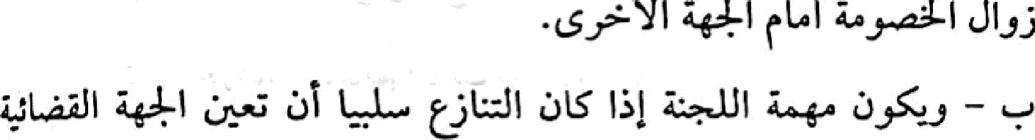 زوال الخصومة أمام الجهة الأخرى.
ب - ويكون مهمة اللجنة إذا كان التنازع سلبيا أن تعين الجهة القضائية